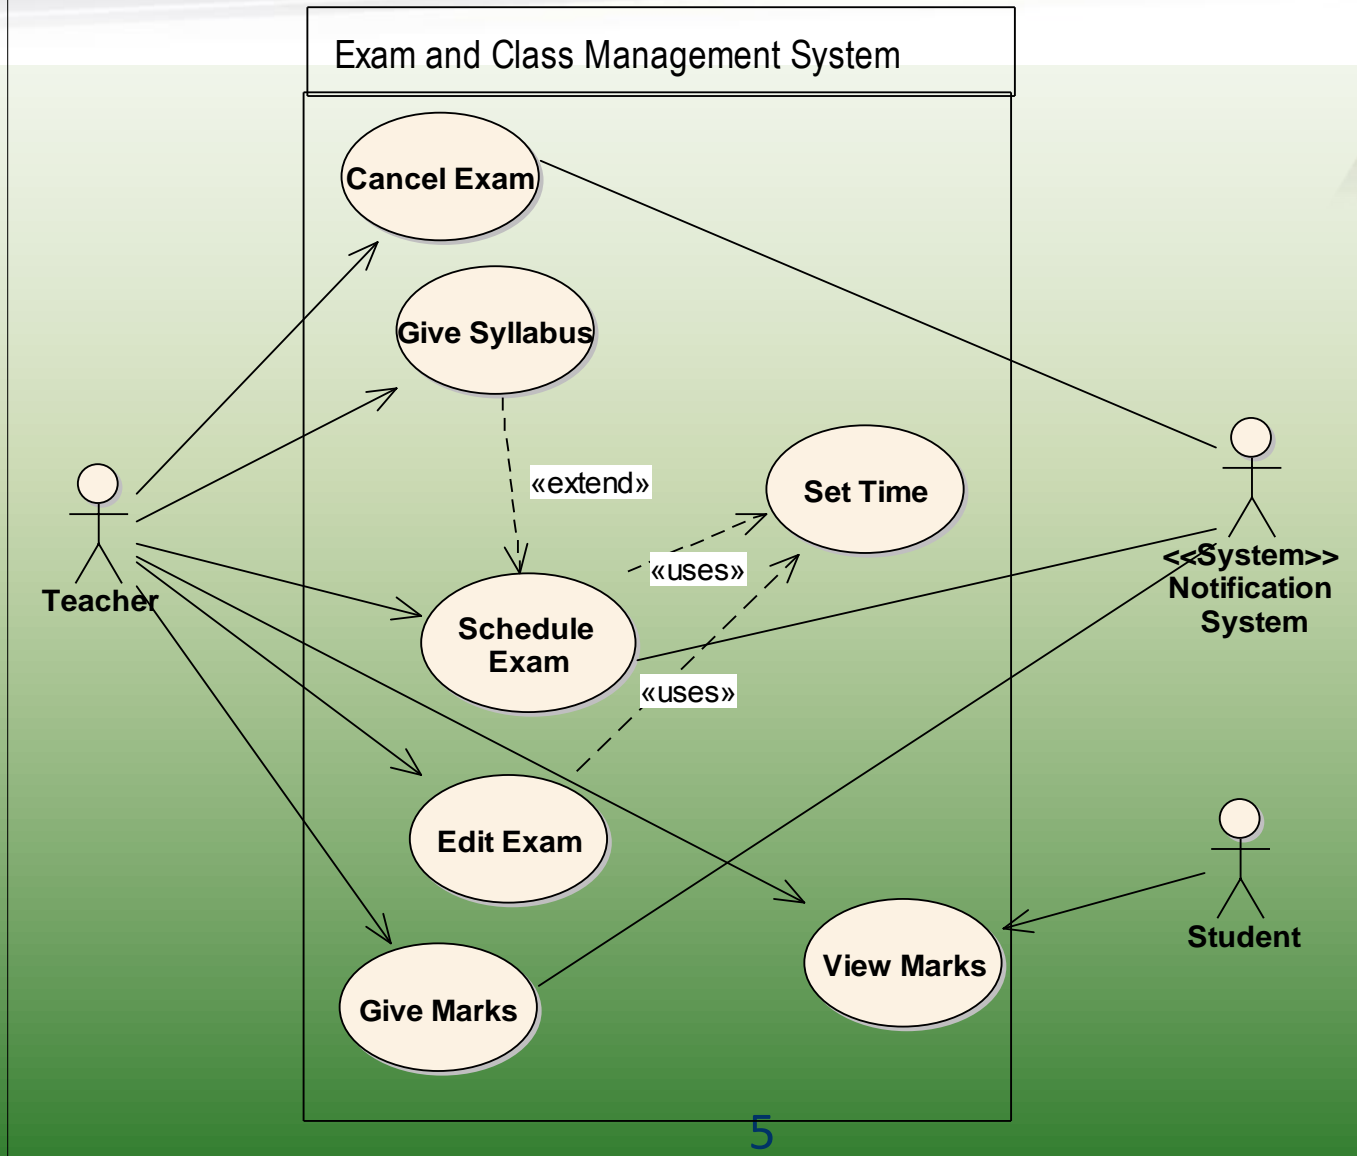 Exam and Class Management System
Cancel Exam
Give Syllabus
«extend»
Set Time
«uses»
<<System>>
Notification
System
Teacher
Schedule
Exam
«uses»
Edit Exam
Student
View Marks
Give Marks
5